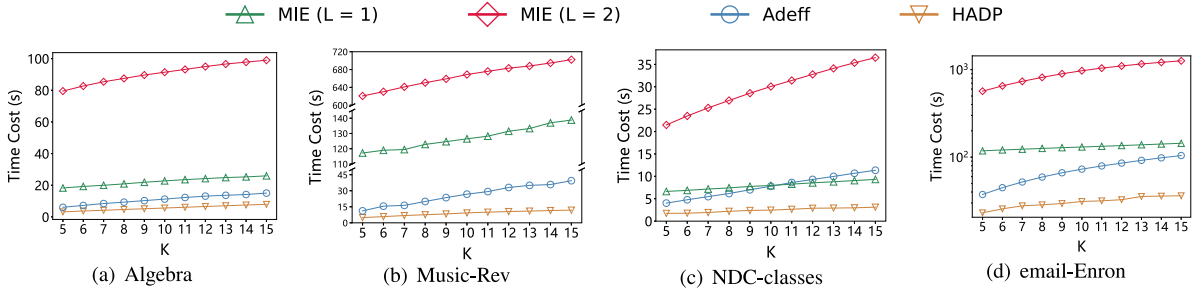 MIE (L = 1) MIE (L = 2) Adeff HADP
Time Cost (s)
100
80
60
40
20
0
5 6 7 8 9 10 11 12 13 14 15
K
(a) Algebra
Time Cost (s)
720
680
640
600
140
130
120
110
45
30
15
0
5 6 7 8 9 10 11 12 13 14 15
K
(b) Music-Rev
Time Cost (s)
35
30
25
20
15
10
5
0
5 6 7 8 9 10 11 12 13 14 15
K
(c) NDC-classes
Time Cost (s)
10³
10²
5 6 7 8 9 10 11 12 13 14 15
K
(d) email-Enron